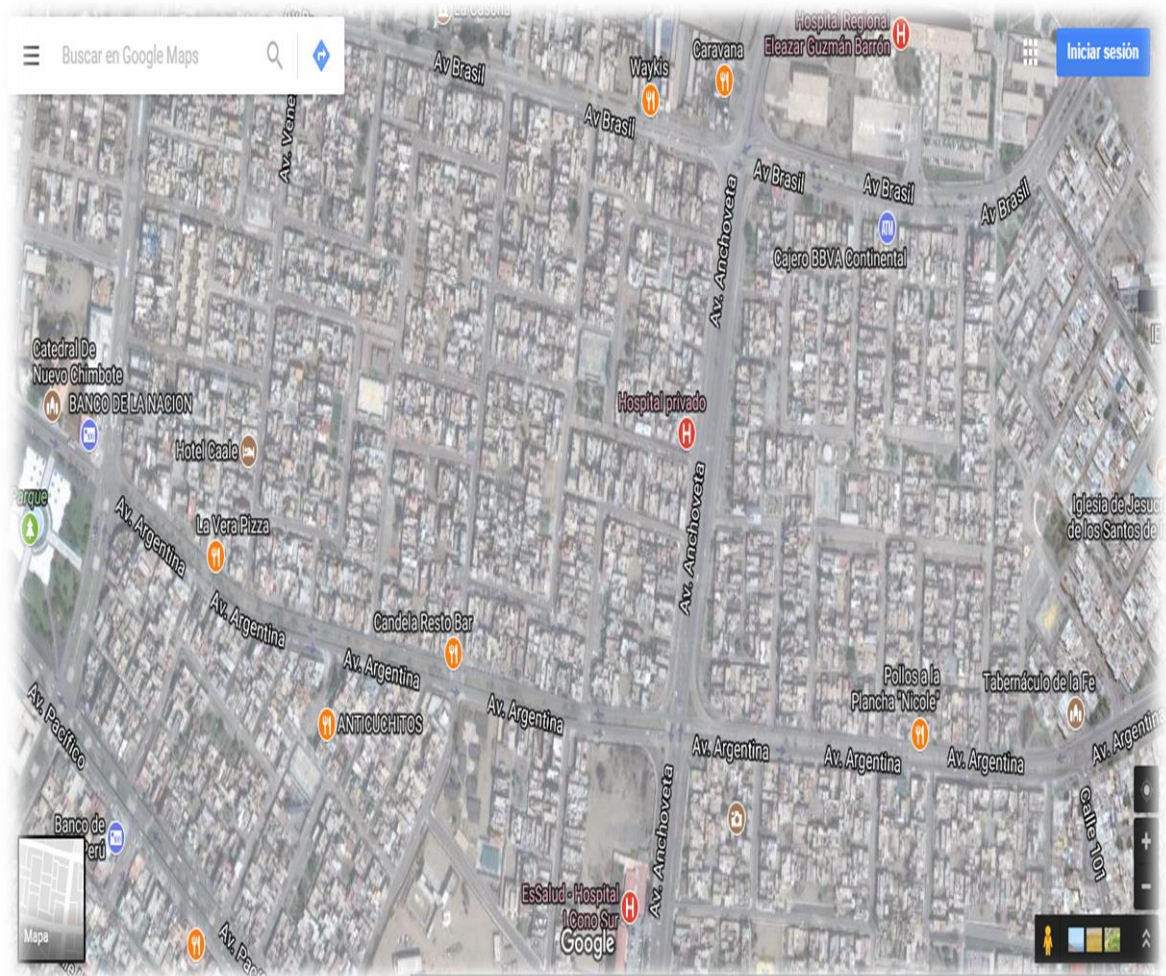 La Casona
Hospital Regional
Eleazar Guzmán Barrón
Buscar en Google Maps
Iniciar sesión
Caravana
Waykis
Av Brasil
Av Brasil
Av. Vene
Av Brasil
Av Brasil
Av Brasil
Av. Anchoveta
Cajero BBVA Continental
Catedral De
Nuevo Chimbote
BANCO DE LA NACION
Hospital privado
Hotel Caale
Parque
Av. Argentina
La Vera Pizza
Av. Anchoveta
Iglesia de Jesuc
de los Santos de
Av. Argentina
Candela Resto Bar
Av. Argentina
Pollos a la
Plancha "Nicole"
Tabernáculo de la Fe
Av. Pacífico
ANTICUCHITOS
Av. Argentina
Av. Argentina
Av. Argentina
Av. Argentina
Av. Argentina
Av. Anchoveta
Calle 101
Banco de
Perú
Mapa
EsSalud - Hospital
I Cono Sur
Google
Av. Pací